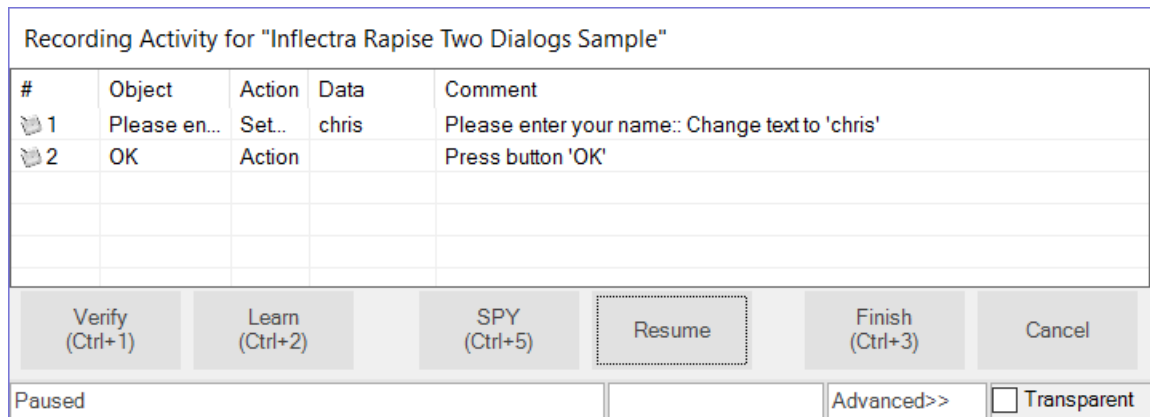 Recording Activity for "Inflectra Rapise Two Dialogs Sample"
# Object Action Data Comment
1 Please en... Set... chris Please enter your name:: Change text to 'chris'
2 OK Action Press button 'OK'
Verify Learn SPY Resume Finish Cancel
(Ctrl+1) (Ctrl+2) (Ctrl+5) (Ctrl+3)
Paused Advanced>> Transparent